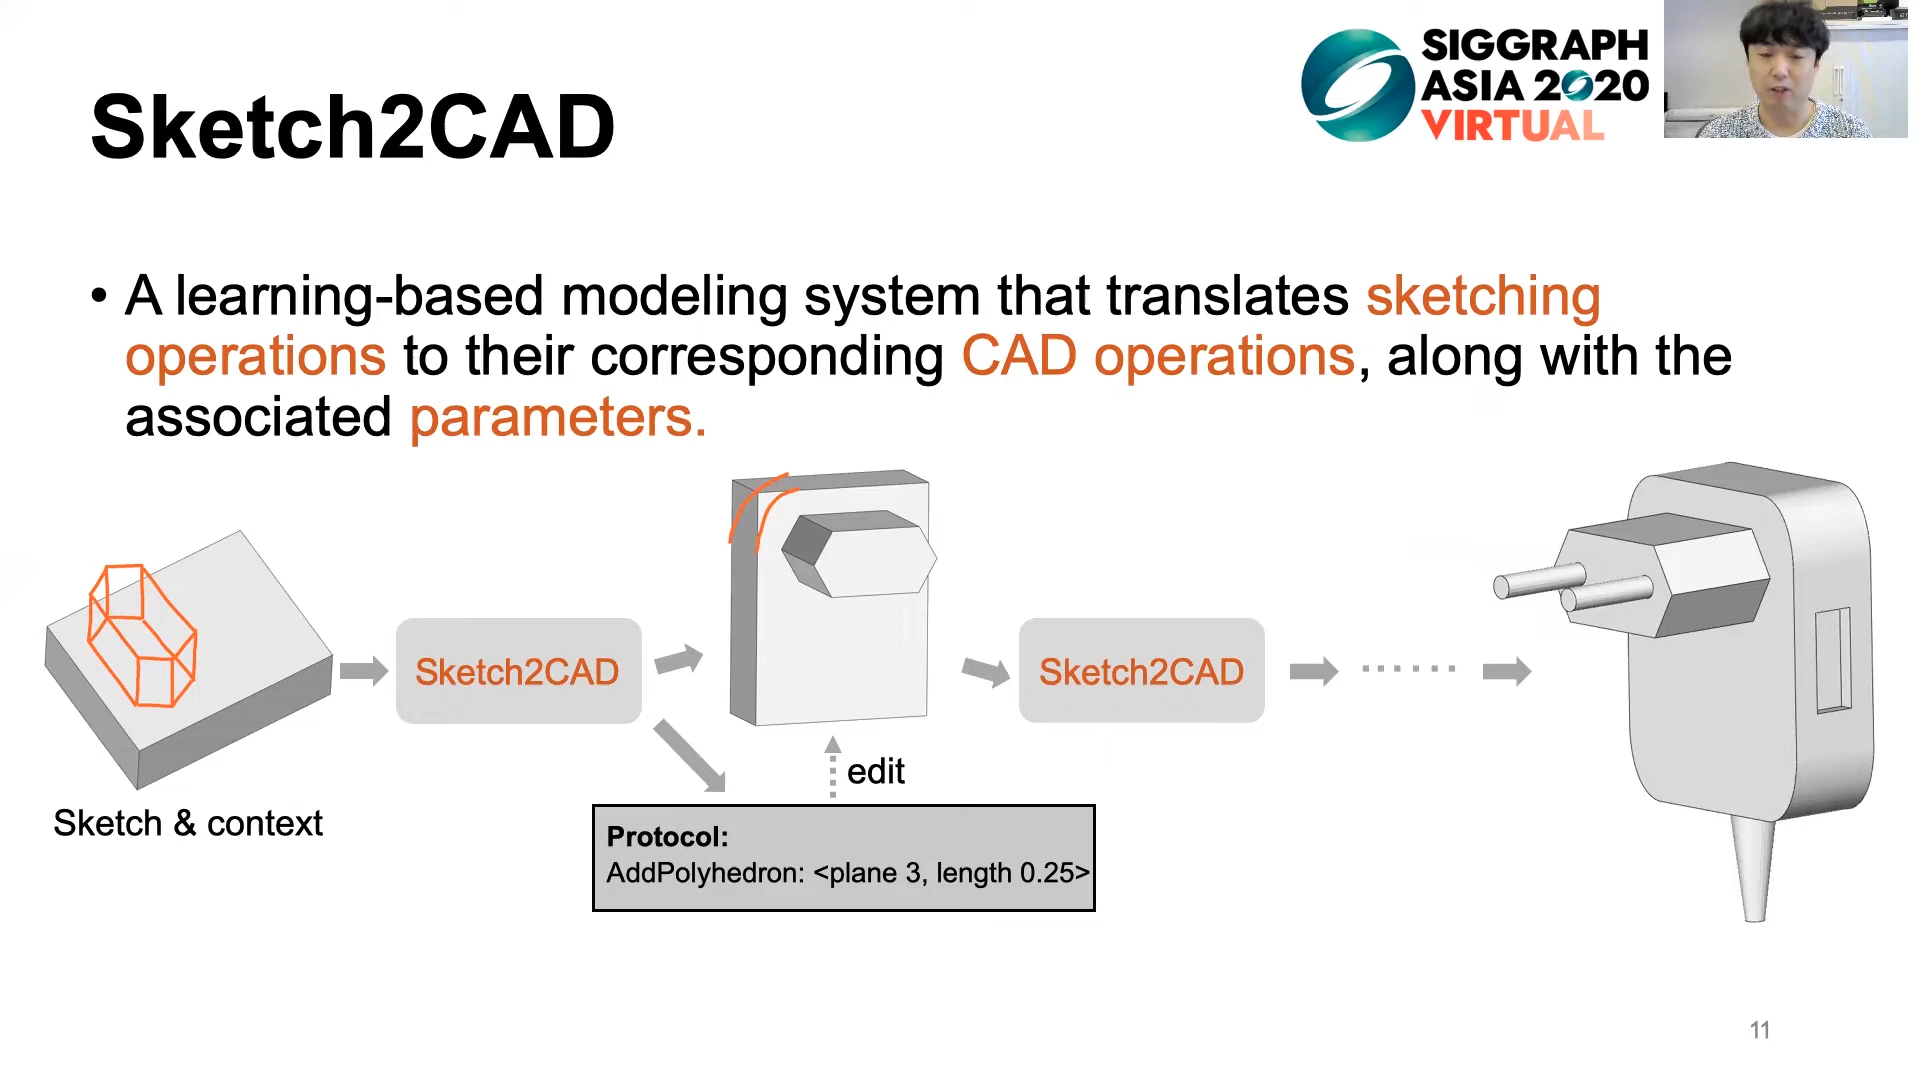 SIGGRAPH
ASIA 2020
VIRTUAL
Sketch2CAD
• A learning-based modeling system that translates sketching
operations to their corresponding CAD operations, along with the
associated parameters.
Sketch2CAD
Sketch2CAD
edit
Sketch & context
Protocol:
AddPolyhedron: <plane 3, length 0.25>
11